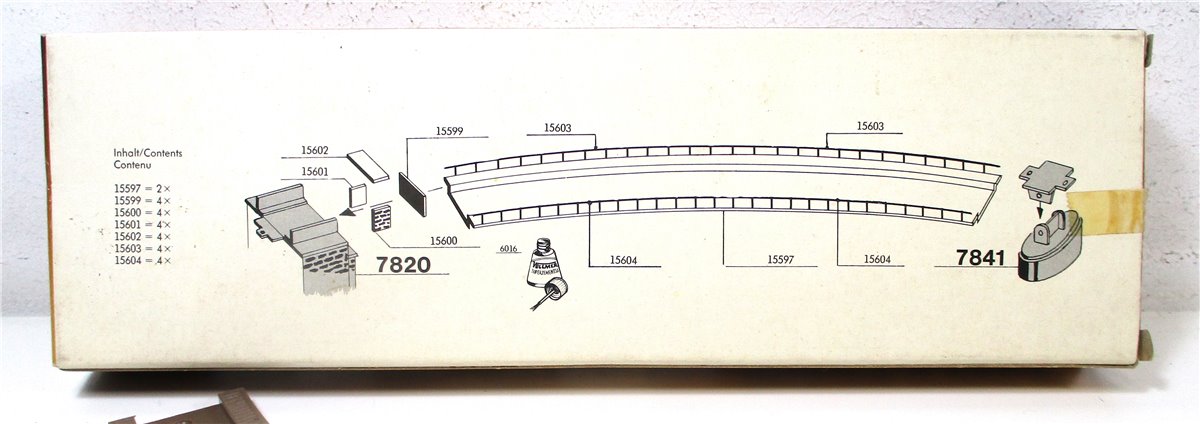 Inhalt/Contents
Contenu
15597 = 2×
15599 = 4×
15600 = 4×
15601 = 4×
15602 = 4×
15603 = 4×
15604 = 4×
15602
15601
15599
15600
7820
15603
15603
6016
VOLLMER
15604
15597
15604
7841